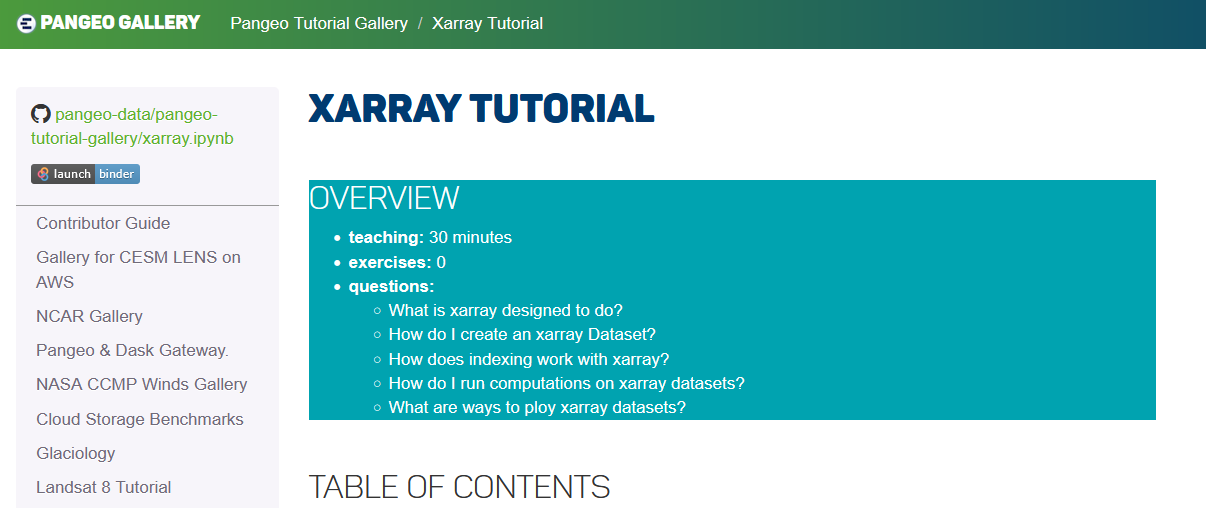 PANGEO GALLERY Pangeo Tutorial Gallery / Xarray Tutorial
pangeo-data/pangeo-
tutorial-gallery/xarray.ipynb
launch binder
Contributor Guide
Gallery for CESM LENS on
AWS
NCAR Gallery
Pangeo & Dask Gateway.
NASA CCMP Winds Gallery
Cloud Storage Benchmarks
Glaciology
Landsat 8 Tutorial
XARRAY TUTORIAL
OVERVIEW
• teaching: 30 minutes
• exercises: 0
• questions:
◦ What is xarray designed to do?
◦ How do I create an xarray Dataset?
◦ How does indexing work with xarray?
◦ How do I run computations on xarray datasets?
◦ What are ways to ploy xarray datasets?
TABLE OF CONTENTS